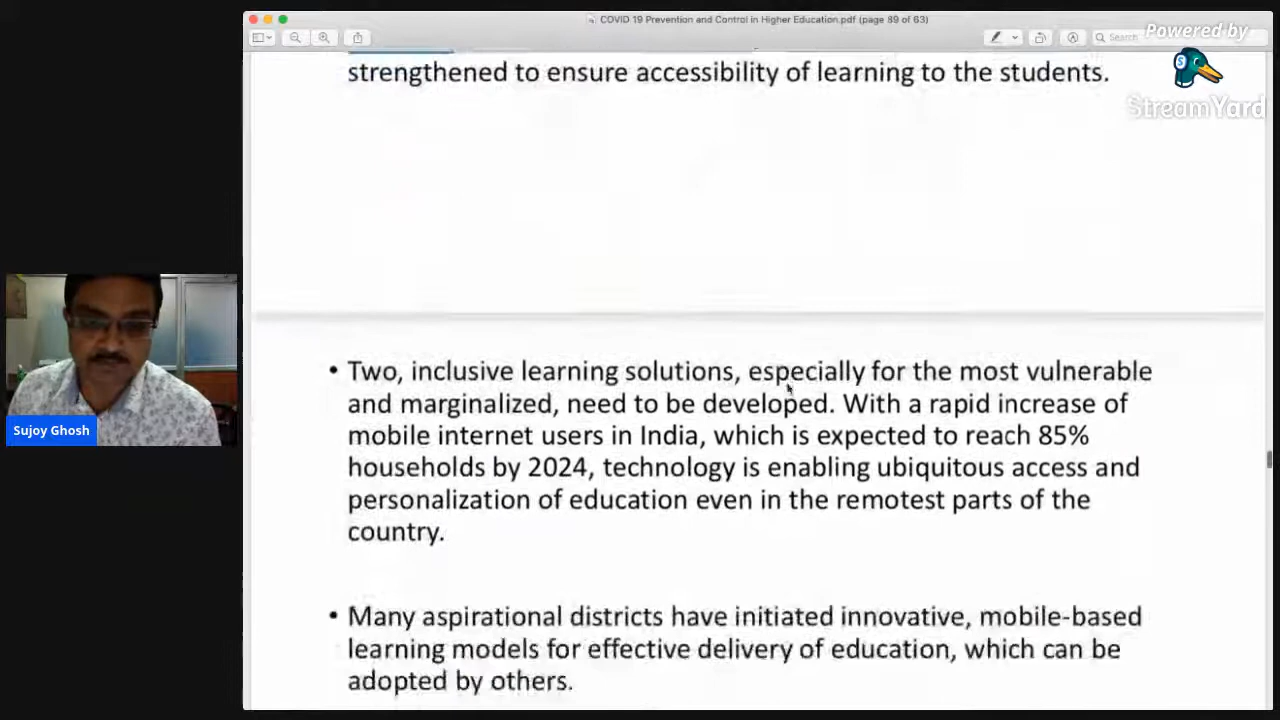 COVID 19 Prevention and Control in Higher Education.pdf (page 89 of 63)
Powered by
Search
StreamYard
strengthened to ensure accessibility of learning to the students.
• Two, inclusive learning solutions, especially for the most vulnerable
and marginalized, need to be developed. With a rapid increase of
mobile internet users in India, which is expected to reach 85%
households by 2024, technology is enabling ubiquitous access and
personalization of education even in the remotest parts of the
country.
Sujoy Ghosh
• Many aspirational districts have initiated innovative, mobile-based
learning models for effective delivery of education, which can be
adopted by others.